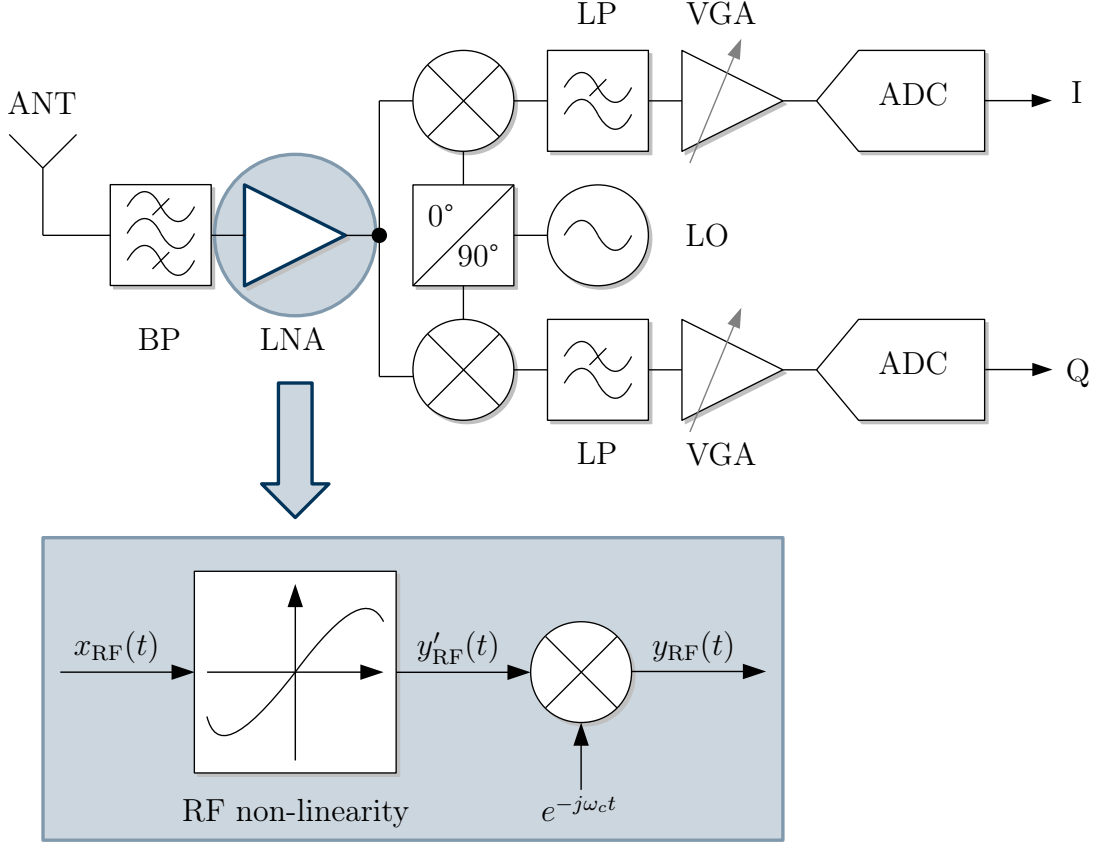 LP VGA
ANT
ADC I
0°
90°
LO
BP LNA
ADC Q
LP VGA
x_RF(t) y′_RF(t) y_RF(t)
RF non-linearity e^{-jω_c t}